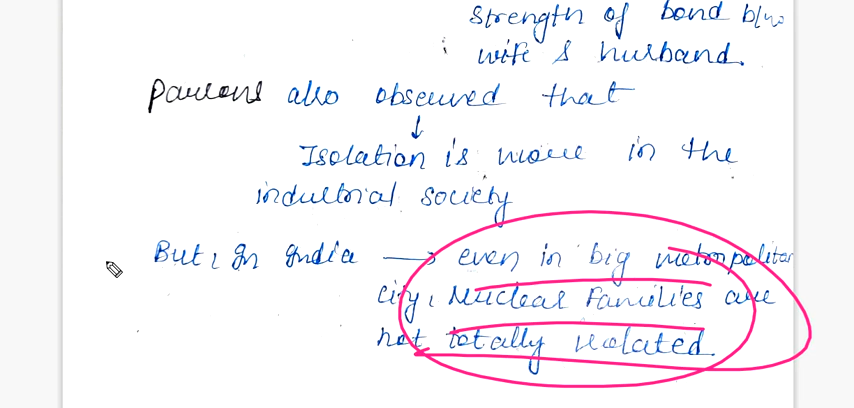 Strength of bond b/w
wife & husband.
Parsons also observed that
↓
Isolation is more in the
industrial society
But, In India → even in big metropolitan
city, Nuclear Families are
not totally isolated.